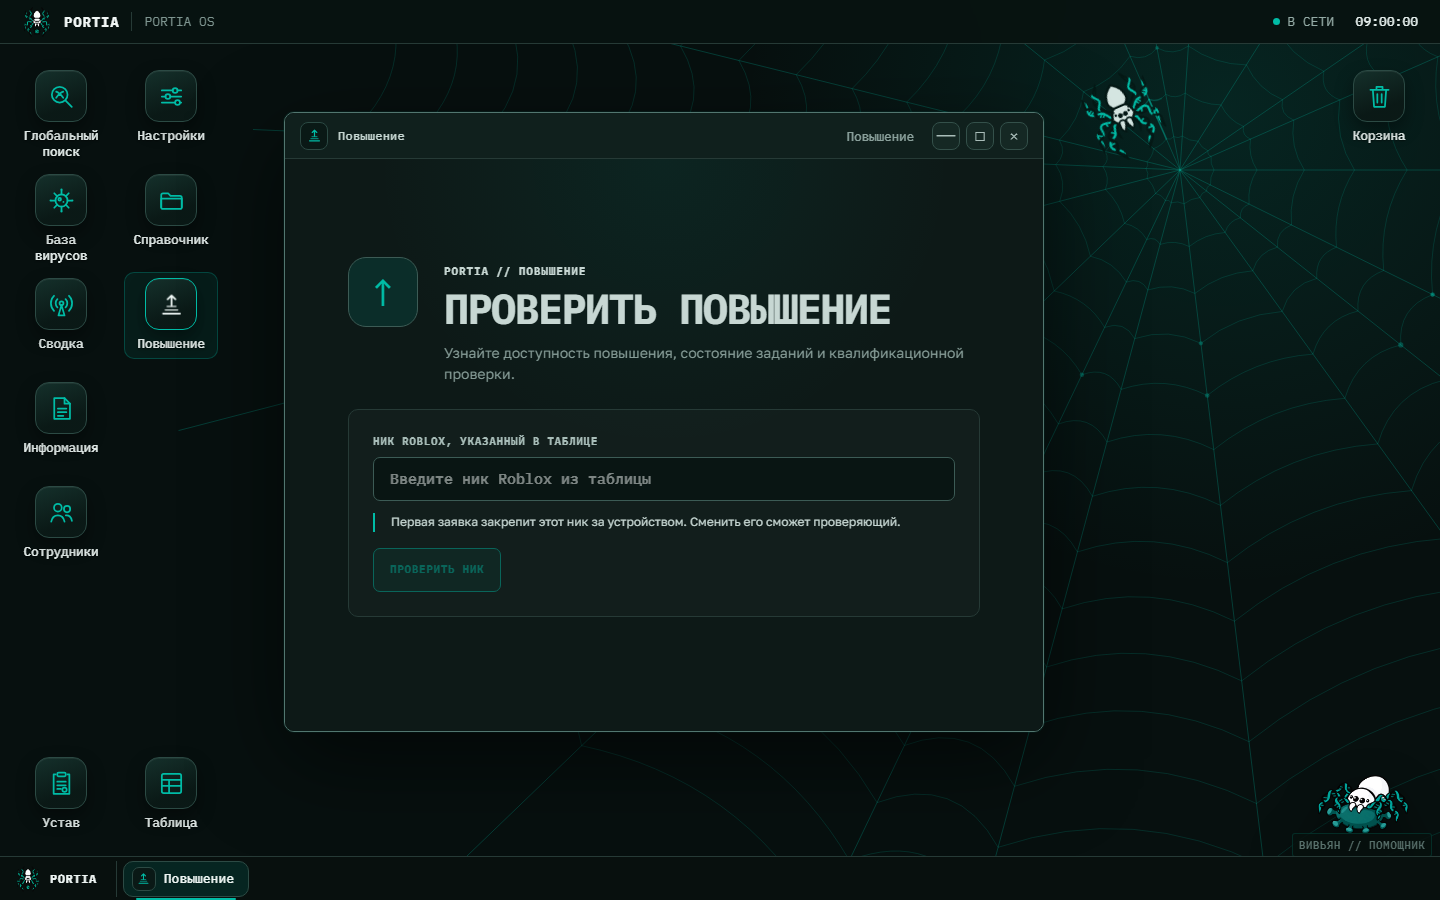 PORTIA
PORTIA OS
В СЕТИ
09:00:00
Глобальный
поиск
Настройки
База
вирусов
Справочник
Сводка
Повышение
Информация
Сотрудники
Устав
Таблица
Корзина
Повышение
Повышение
PORTIA // ПОВЫШЕНИЕ
ПРОВЕРИТЬ ПОВЫШЕНИЕ
Узнайте доступность повышения, состояние заданий и квалификационной
проверки.
НИК ROBLOX, УКАЗАННЫЙ В ТАБЛИЦЕ
Введите ник Roblox из таблицы
Первая заявка закрепит этот ник за устройством. Сменить его сможет проверяющий.
ПРОВЕРИТЬ НИК
ВИВЬЯН // ПОМОЩНИК
PORTIA
Повышение